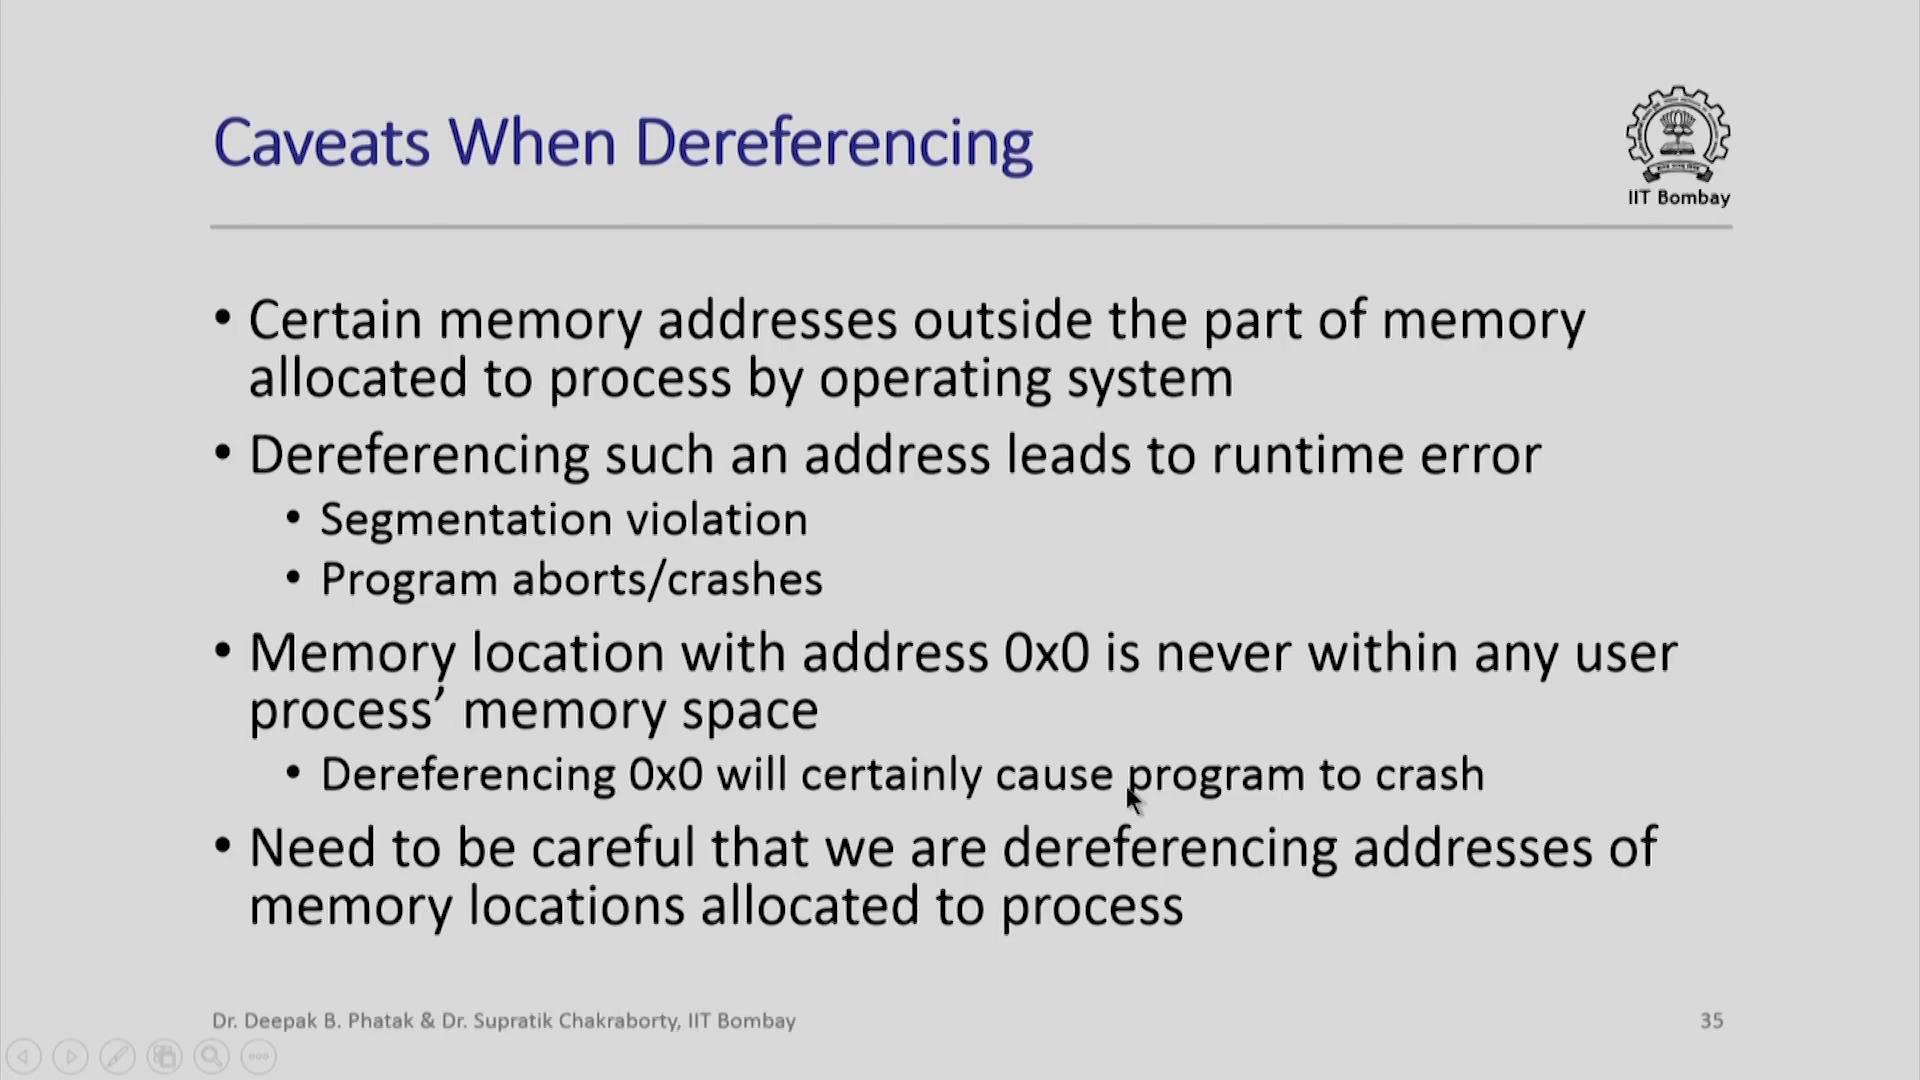 Caveats When Dereferencing
IIT Bombay
• Certain memory addresses outside the part of memory
allocated to process by operating system
• Dereferencing such an address leads to runtime error
• Segmentation violation
• Program aborts/crashes
• Memory location with address 0x0 is never within any user
process’ memory space
• Dereferencing 0x0 will certainly cause program to crash
• Need to be careful that we are dereferencing addresses of
memory locations allocated to process
Dr. Deepak B. Phatak & Dr. Supratik Chakraborty, IIT Bombay
35